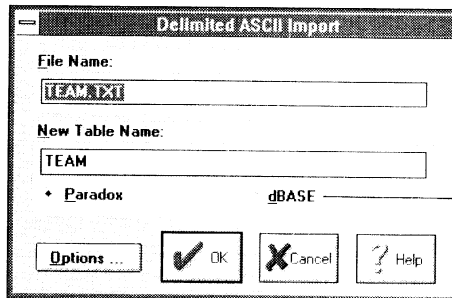 Delimited ASCII Import
File Name:
TEAM.TXT
New Table Name:
TEAM
Paradox dBASE
Options ... OK Cancel Help